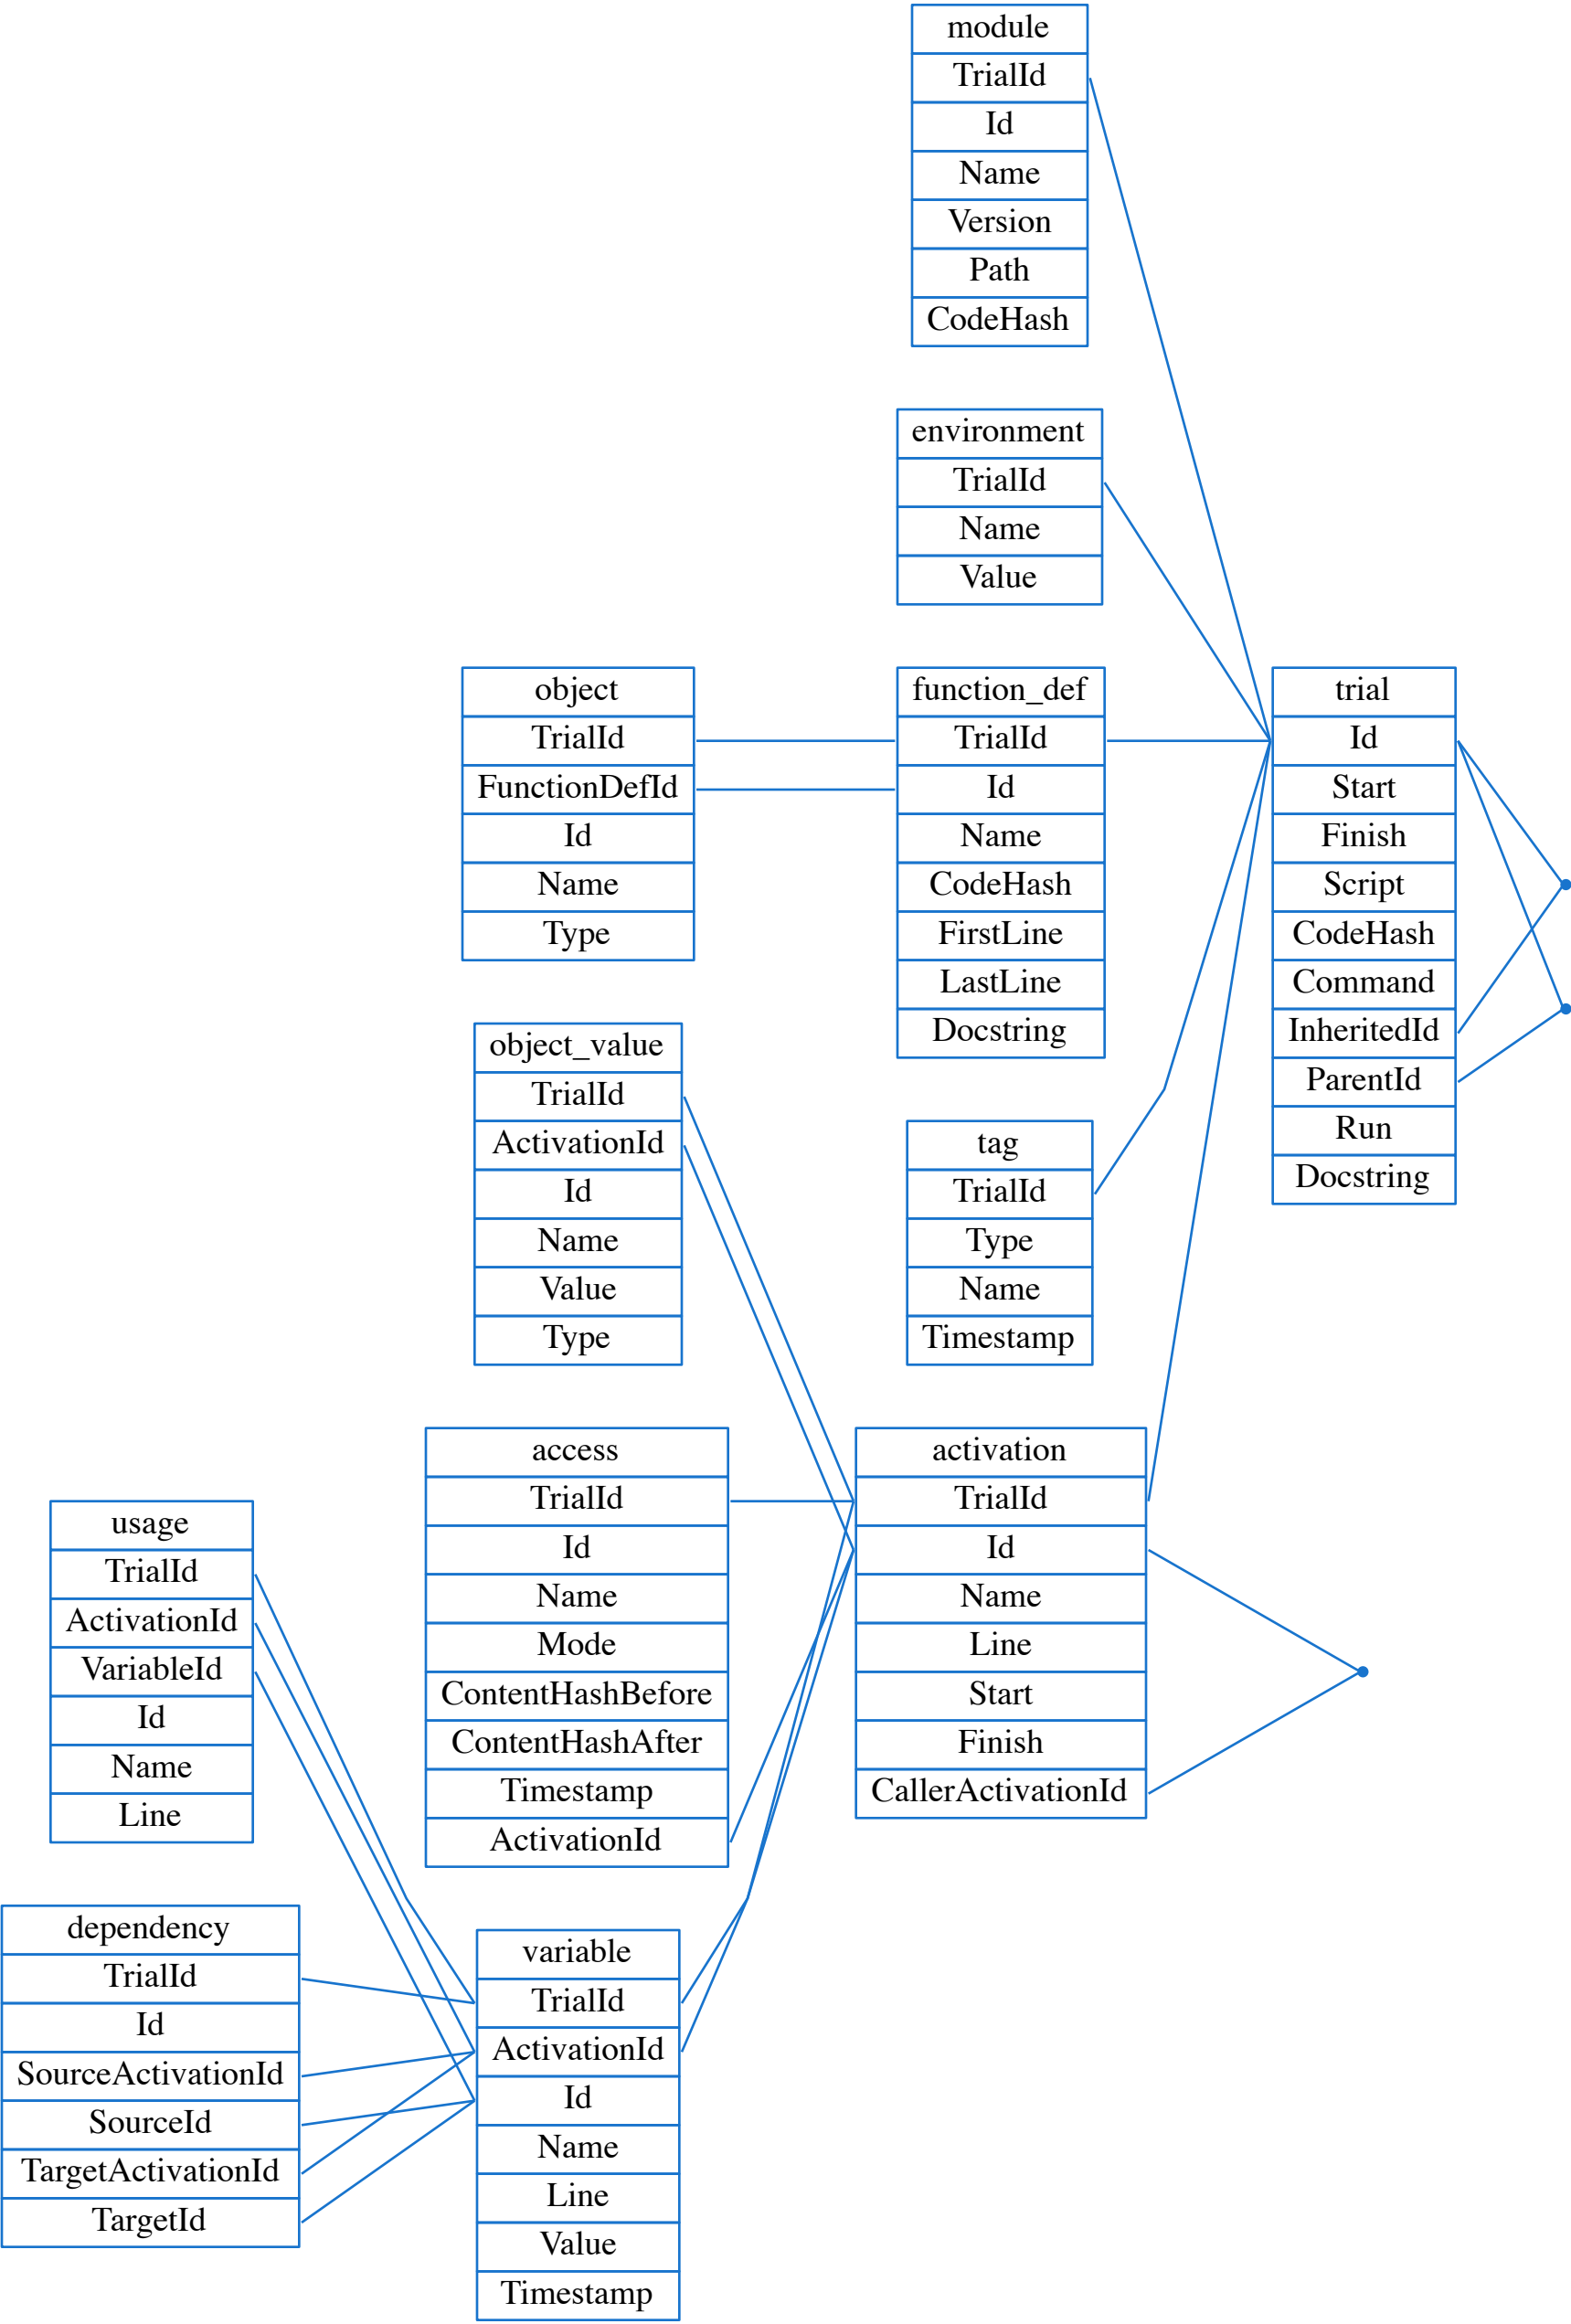 module
TrialId
Id
Name
Version
Path
CodeHash
environment
TrialId
Name
Value
object
TrialId
FunctionDefId
Id
Name
Type
function_def
TrialId
Id
Name
CodeHash
FirstLine
LastLine
Docstring
trial
Id
Start
Finish
Script
CodeHash
Command
InheritedId
ParentId
Run
Docstring
object_value
TrialId
ActivationId
Id
Name
Value
Type
tag
TrialId
Type
Name
Timestamp
access
TrialId
Id
Name
Mode
ContentHashBefore
ContentHashAfter
Timestamp
ActivationId
activation
TrialId
Id
Name
Line
Start
Finish
CallerActivationId
usage
TrialId
ActivationId
VariableId
Id
Name
Line
dependency
TrialId
Id
SourceActivationId
SourceId
TargetActivationId
TargetId
variable
TrialId
ActivationId
Id
Name
Line
Value
Timestamp